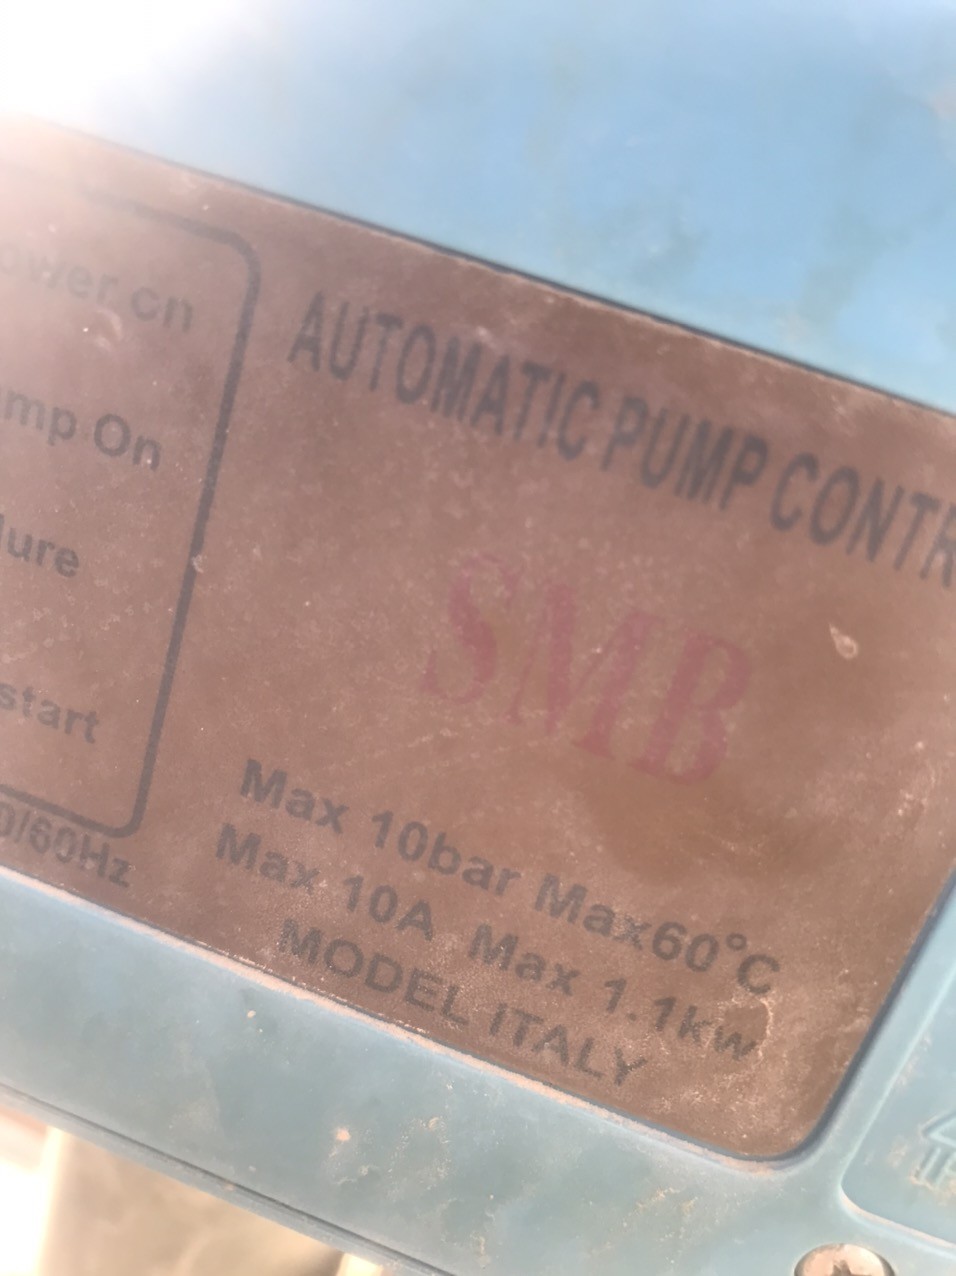 ower on
AUTOMATIC PUMP CONTR
mp On
lure
SMB
start
0/60Hz
Max 10bar Max60°C
Max 10A Max 1.1kw
MODEL ITALY